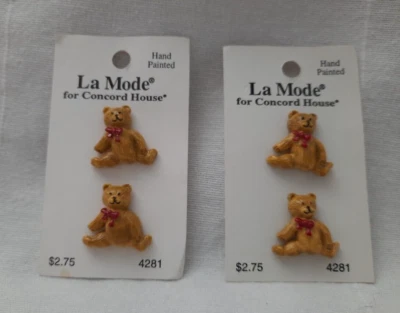 Hand
Painted
La Mode®
for Concord House®
$2.75 4281
Hand
Painted
La Mode®
for Concord House®
$2.75 4281